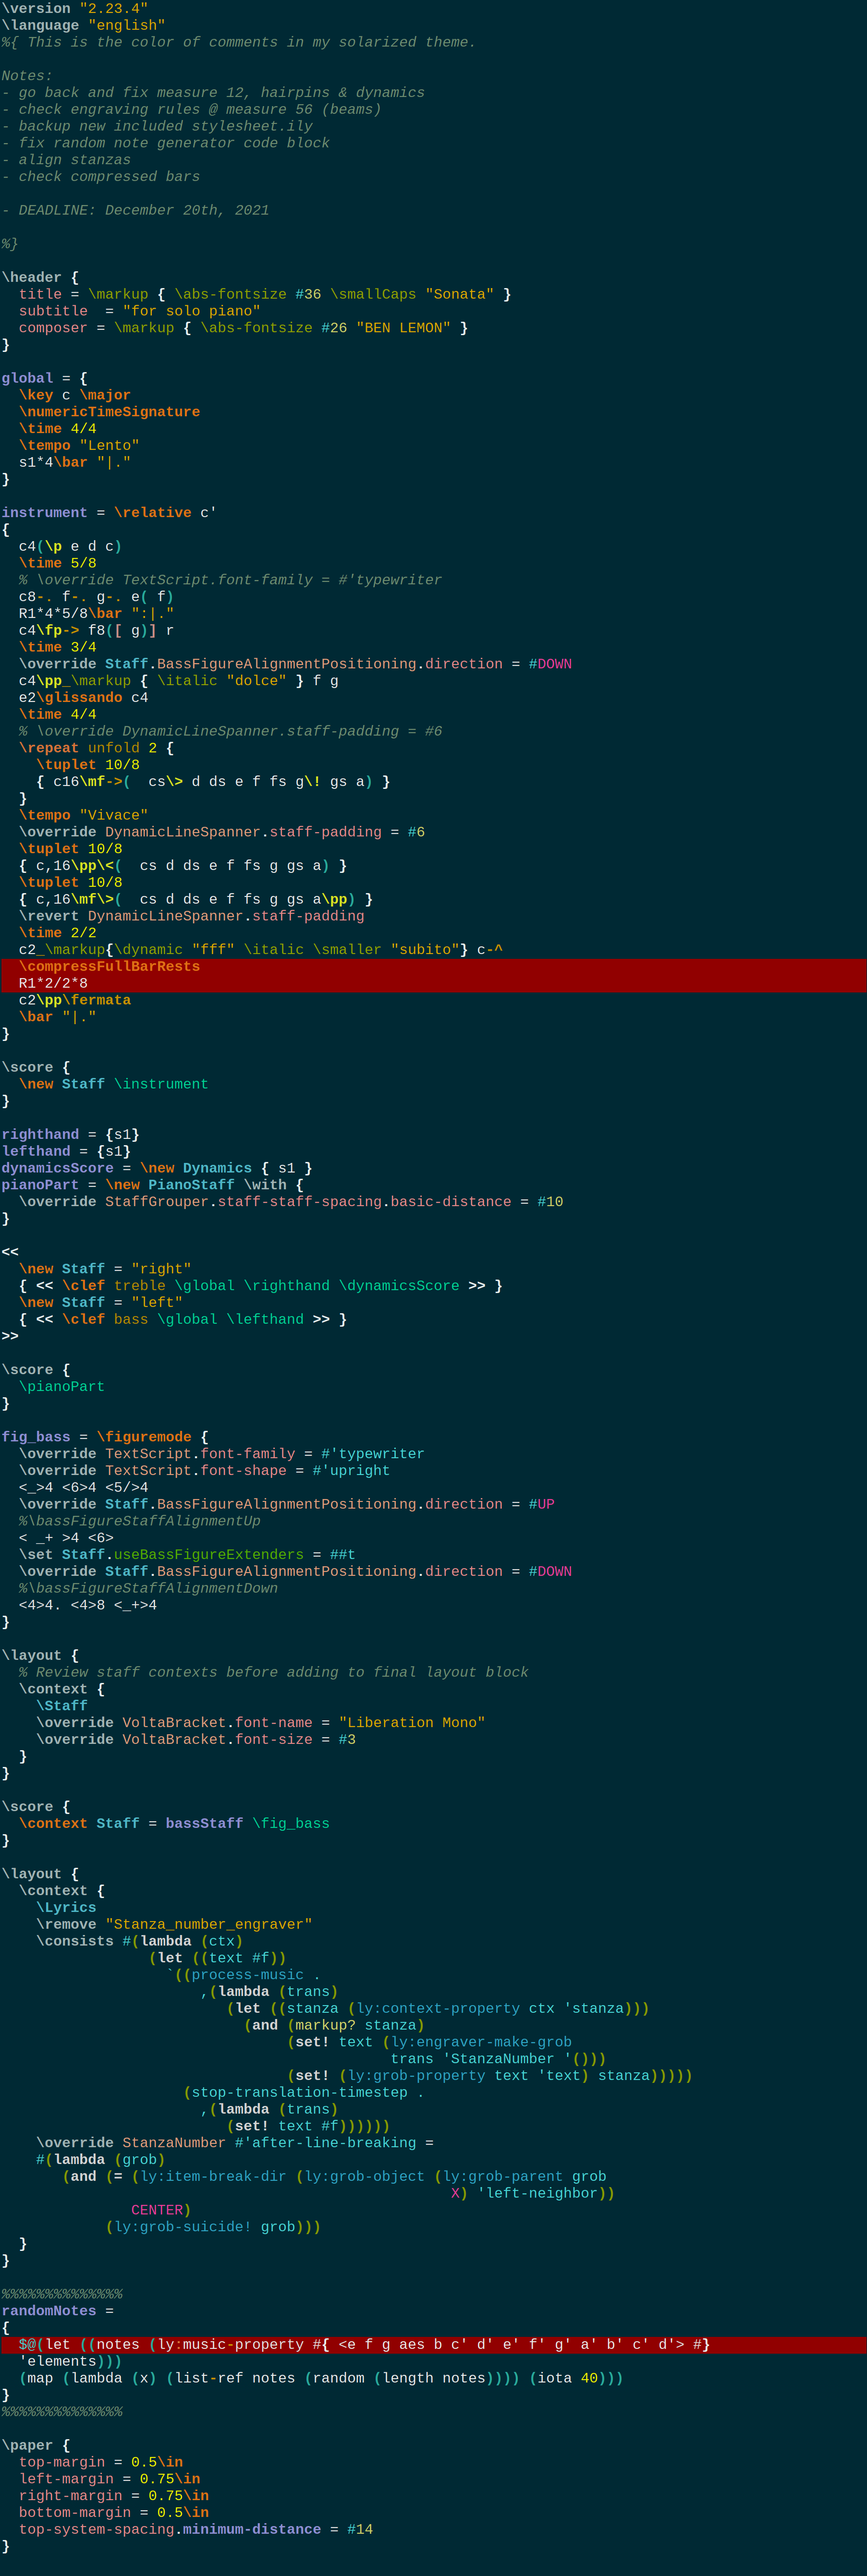 \version "2.23.4"
\language "english"
%{ This is the color of comments in my solarized theme.

Notes:
- go back and fix measure 12, hairpins & dynamics
- check engraving rules @ measure 56 (beams)
- backup new included stylesheet.ily
- fix random note generator code block
- align stanzas
- check compressed bars

- DEADLINE: December 20th, 2021

%}

\header {
  title = \markup { \abs-fontsize #36 \smallCaps "Sonata" }
  subtitle  = "for solo piano"
  composer = \markup { \abs-fontsize #26 "BEN LEMON" }
}

global = {
  \key c \major
  \numericTimeSignature
  \time 4/4
  \tempo "Lento"
  s1*4\bar "|."
}

instrument = \relative c'
{
  c4(\p e d c)
  \time 5/8
  % \override TextScript.font-family = #'typewriter
  c8-. f-. g-. e( f)
  R1*4*5/8\bar ":|."
  c4\fp-> f8([ g)] r
  \time 3/4
  \override Staff.BassFigureAlignmentPositioning.direction = #DOWN
  c4\pp_\markup { \italic "dolce" } f g
  e2\glissando c4
  \time 4/4
  % \override DynamicLineSpanner.staff-padding = #6
  \repeat unfold 2 {
    \tuplet 10/8
    { c16\mf->(  cs\> d ds e f fs g\! gs a) }
  }
  \tempo "Vivace"
  \override DynamicLineSpanner.staff-padding = #6
  \tuplet 10/8
  { c,16\pp\<(  cs d ds e f fs g gs a) }
  \tuplet 10/8
  { c,16\mf\>(  cs d ds e f fs g gs a\pp) }
  \revert DynamicLineSpanner.staff-padding
  \time 2/2
  c2_\markup{\dynamic "fff" \italic \smaller "subito"} c-^
  \compressFullBarRests
  R1*2/2*8
  c2\pp\fermata
  \bar "|."
}

\score {
  \new Staff \instrument
}

righthand = {s1}
lefthand = {s1}
dynamicsScore = \new Dynamics { s1 }
pianoPart = \new PianoStaff \with {
  \override StaffGrouper.staff-staff-spacing.basic-distance = #10
}

<<
  \new Staff = "right"
  { << \clef treble \global \righthand \dynamicsScore >> }
  \new Staff = "left"
  { << \clef bass \global \lefthand >> }
>>

\score {
  \pianoPart
}

fig_bass = \figuremode {
  \override TextScript.font-family = #'typewriter
  \override TextScript.font-shape = #'upright
  <_>4 <6>4 <5/>4
  \override Staff.BassFigureAlignmentPositioning.direction = #UP
  %\bassFigureStaffAlignmentUp
  < _+ >4 <6>
  \set Staff.useBassFigureExtenders = ##t
  \override Staff.BassFigureAlignmentPositioning.direction = #DOWN
  %\bassFigureStaffAlignmentDown
  <4>4. <4>8 <_+>4
}

\layout {
  % Review staff contexts before adding to final layout block
  \context {
    \Staff
    \override VoltaBracket.font-name = "Liberation Mono"
    \override VoltaBracket.font-size = #3
  }
}

\score {
  \context Staff = bassStaff \fig_bass
}

\layout {
  \context {
    \Lyrics
    \remove "Stanza_number_engraver"
    \consists #(lambda (ctx)
                 (let ((text #f))
                   `((process-music .
                       ,(lambda (trans)
                          (let ((stanza (ly:context-property ctx 'stanza)))
                            (and (markup? stanza)
                                 (set! text (ly:engraver-make-grob
                                             trans 'StanzaNumber '()))
                                 (set! (ly:grob-property text 'text) stanza)))))
                     (stop-translation-timestep .
                       ,(lambda (trans)
                          (set! text #f))))))
    \override StanzaNumber #'after-line-breaking =
    #(lambda (grob)
       (and (= (ly:item-break-dir (ly:grob-object (ly:grob-parent grob
                                                    X) 'left-neighbor))
               CENTER)
            (ly:grob-suicide! grob)))
  }
}

%%%%%%%%%%%%%%
randomNotes =
{
  $@(let ((notes (ly:music-property #{ <e f g aes b c' d' e' f' g' a' b' c' d'> #}
  'elements)))
  (map (lambda (x) (list-ref notes (random (length notes)))) (iota 40)))
}
%%%%%%%%%%%%%%

\paper {
  top-margin = 0.5\in
  left-margin = 0.75\in
  right-margin = 0.75\in
  bottom-margin = 0.5\in
  top-system-spacing.minimum-distance = #14
}